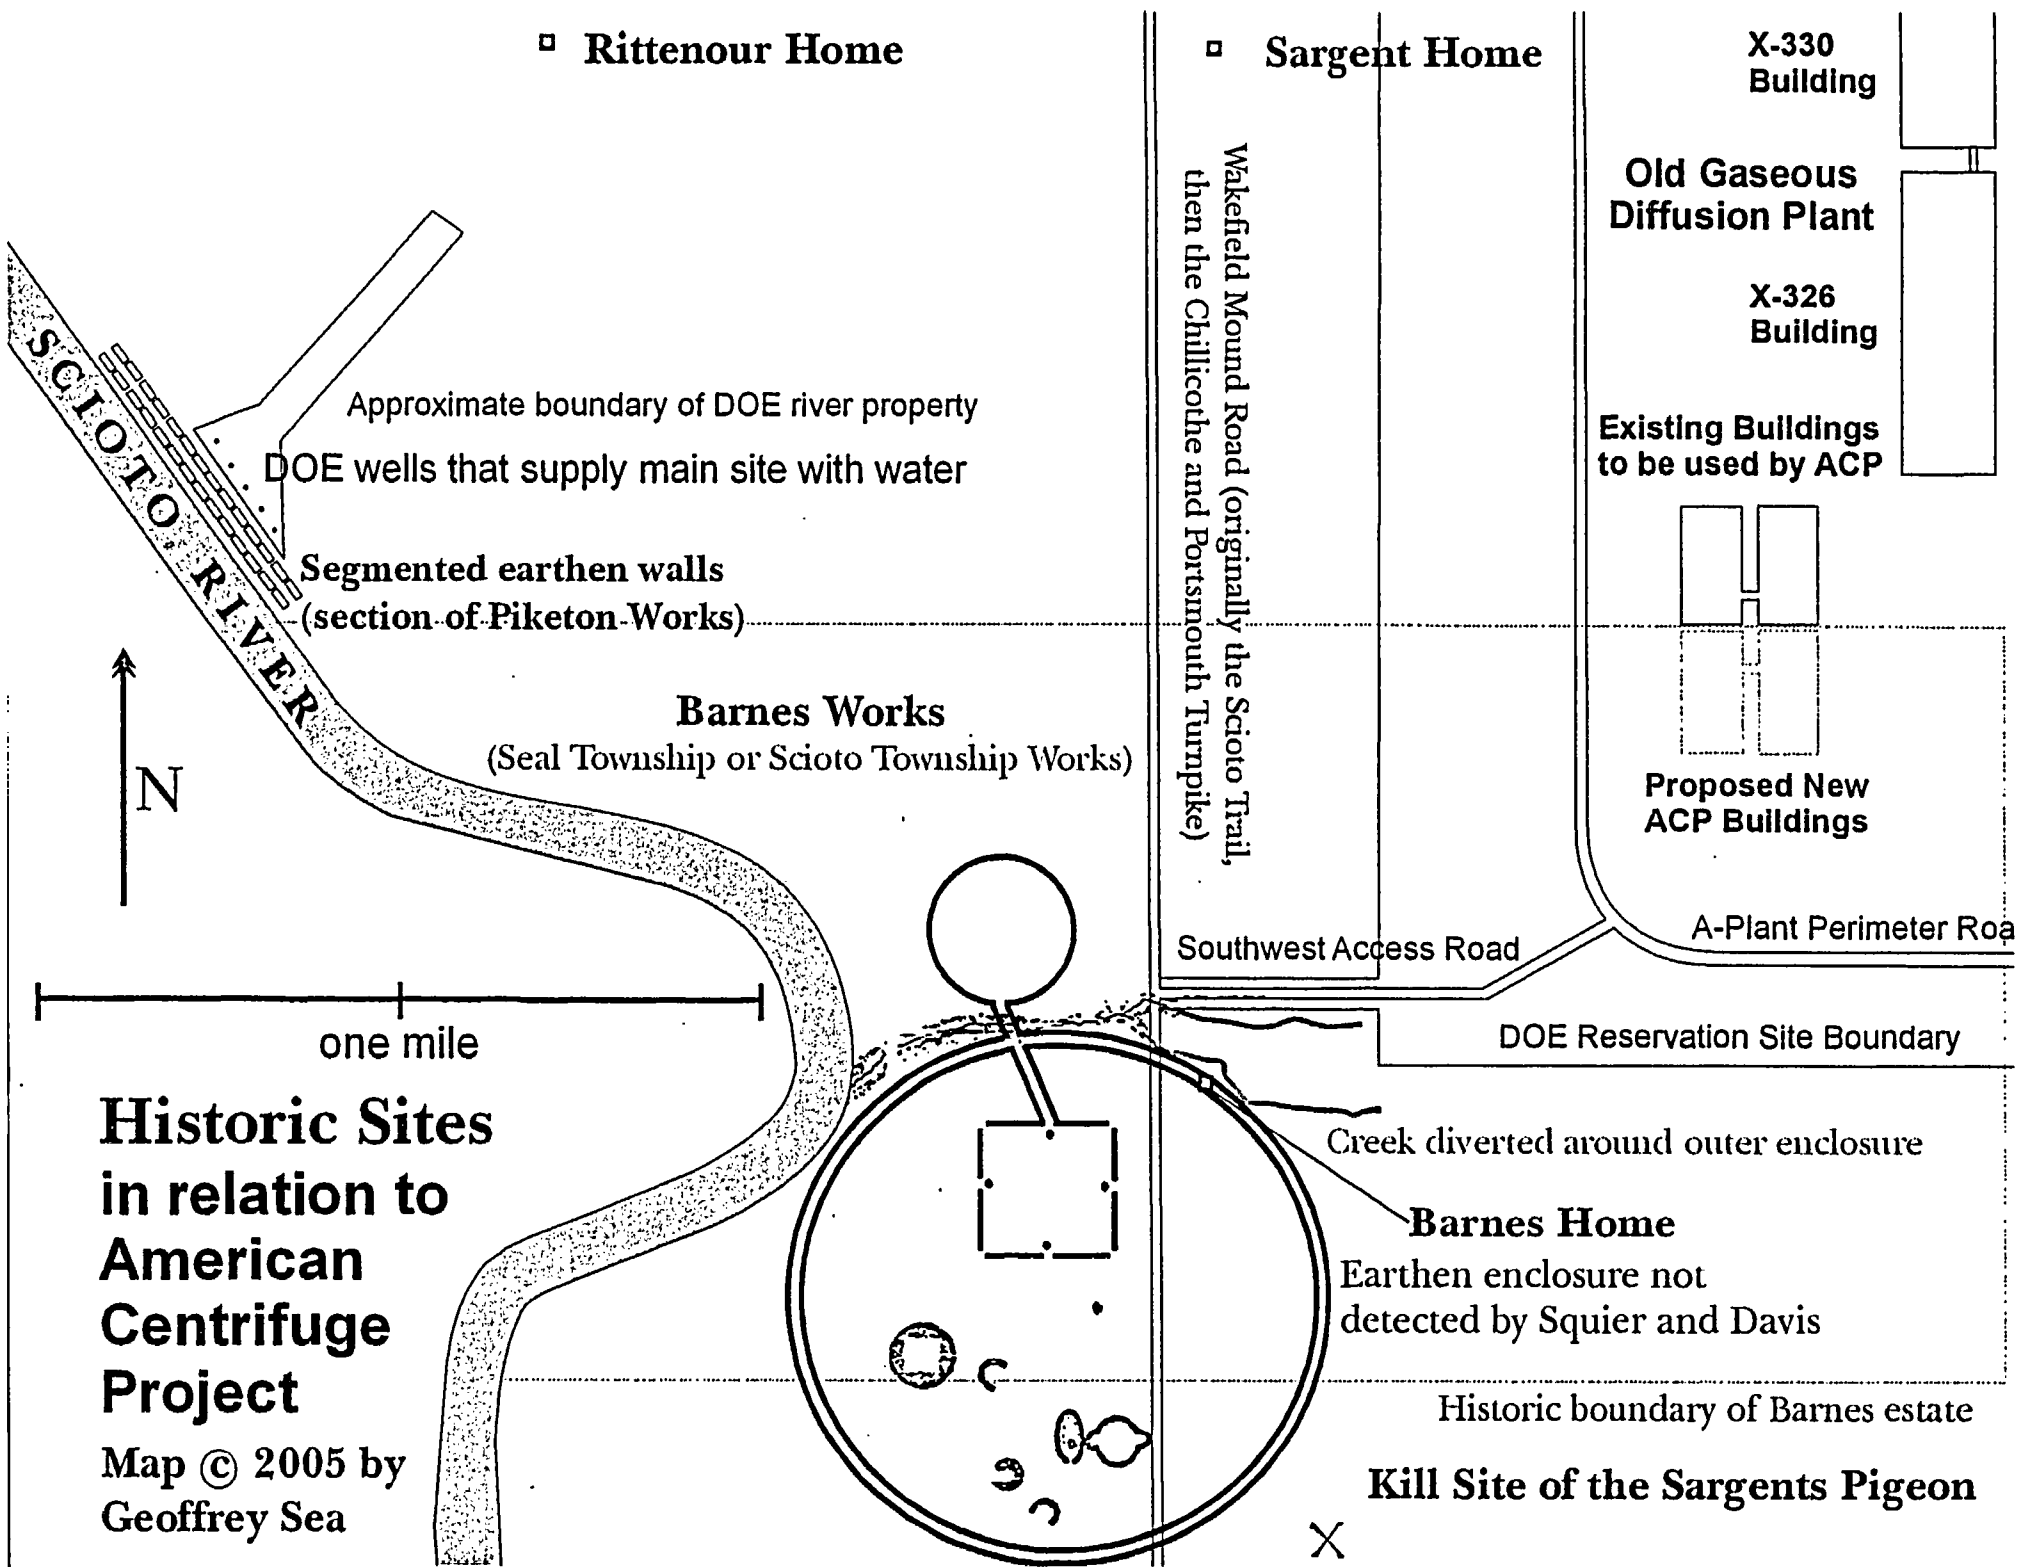 Rittenour Home
Sargent Home
X-330
Building
Old Gaseous
Diffusion Plant
X-326
Building
Existing Buildings
to be used by ACP
Wakefield Mound Road (originally the Scioto Trail,
then the Chillicothe and Portsmouth Turnpike)
SCIOTO RIVER
Approximate boundary of DOE river property
DOE wells that supply main site with water
Segmented earthen walls
(section of Piketon Works)
Barnes Works
(Seal Township or Scioto Township Works)
N
Proposed New
ACP Buildings
Southwest Access Road
A-Plant Perimeter Roa
one mile
DOE Reservation Site Boundary
Historic Sites
in relation to
American
Centrifuge
Project
Map © 2005 by
Geoffrey Sea
Creek diverted around outer enclosure
Barnes Home
Earthen enclosure not
detected by Squier and Davis
Historic boundary of Barnes estate
Kill Site of the Sargents Pigeon
X